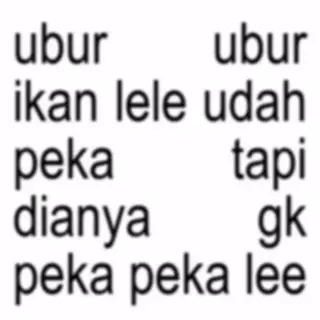 ubur ubur
ikan lele udah
peka tapi
dianya gk
peka peka lee